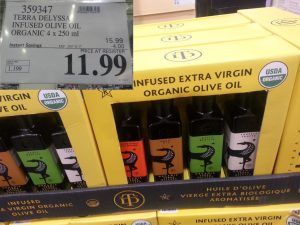 359347
TERRA DELYSSA
INFUSED OLIVE OIL
ORGANIC 4 x 250 ml
15.99
Instant Savings
4.00
PRICE AT REGISTER
1.199
11.99
INFUSED EXTRA VIRGIN
ORGANIC OLIVE OIL
USDA
ORGANIC
A VIRGIN
VE OIL
USDA
ORGANIC
INFUSED EXTRA VIRGIN
ORGANIC OLIVE OIL
HUILE D'OLIVE
VIERGE EXTRA BIOLOGIQUE
AROMATISÉE